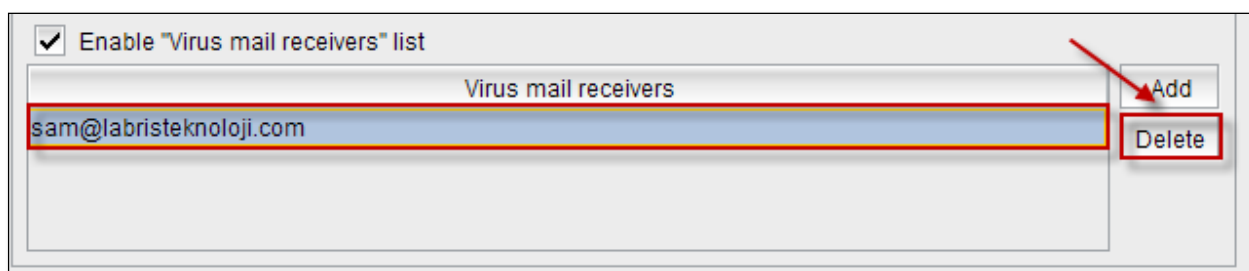 Enable "Virus mail receivers" list
Virus mail receivers
Add
sam@labristeknoloji.com
Delete